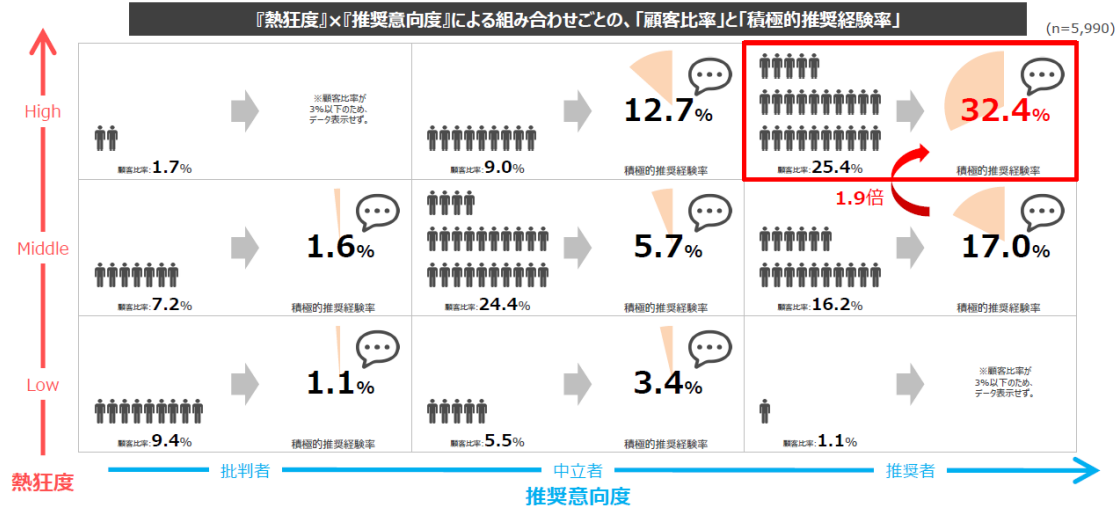 『熱狂度』×『推奨意向度』による組み合わせごとの、「顧客比率」と「積極的推奨経験率」
(n=5,990)
High
※顧客比率が
3%以下のため、
データ表示せず。
顧客比率:1.7%
12.7%
顧客比率:9.0%
積極的推奨経験率
32.4%
顧客比率:25.4%
積極的推奨経験率
1.9倍
Middle
1.6%
顧客比率:7.2%
積極的推奨経験率
5.7%
顧客比率:24.4%
積極的推奨経験率
17.0%
顧客比率:16.2%
積極的推奨経験率
Low
1.1%
顧客比率:9.4%
積極的推奨経験率
3.4%
顧客比率:5.5%
積極的推奨経験率
※顧客比率が
3%以下のため、
データ表示せず。
顧客比率:1.1%
熱狂度
批判者
中立者
推奨者
推奨意向度